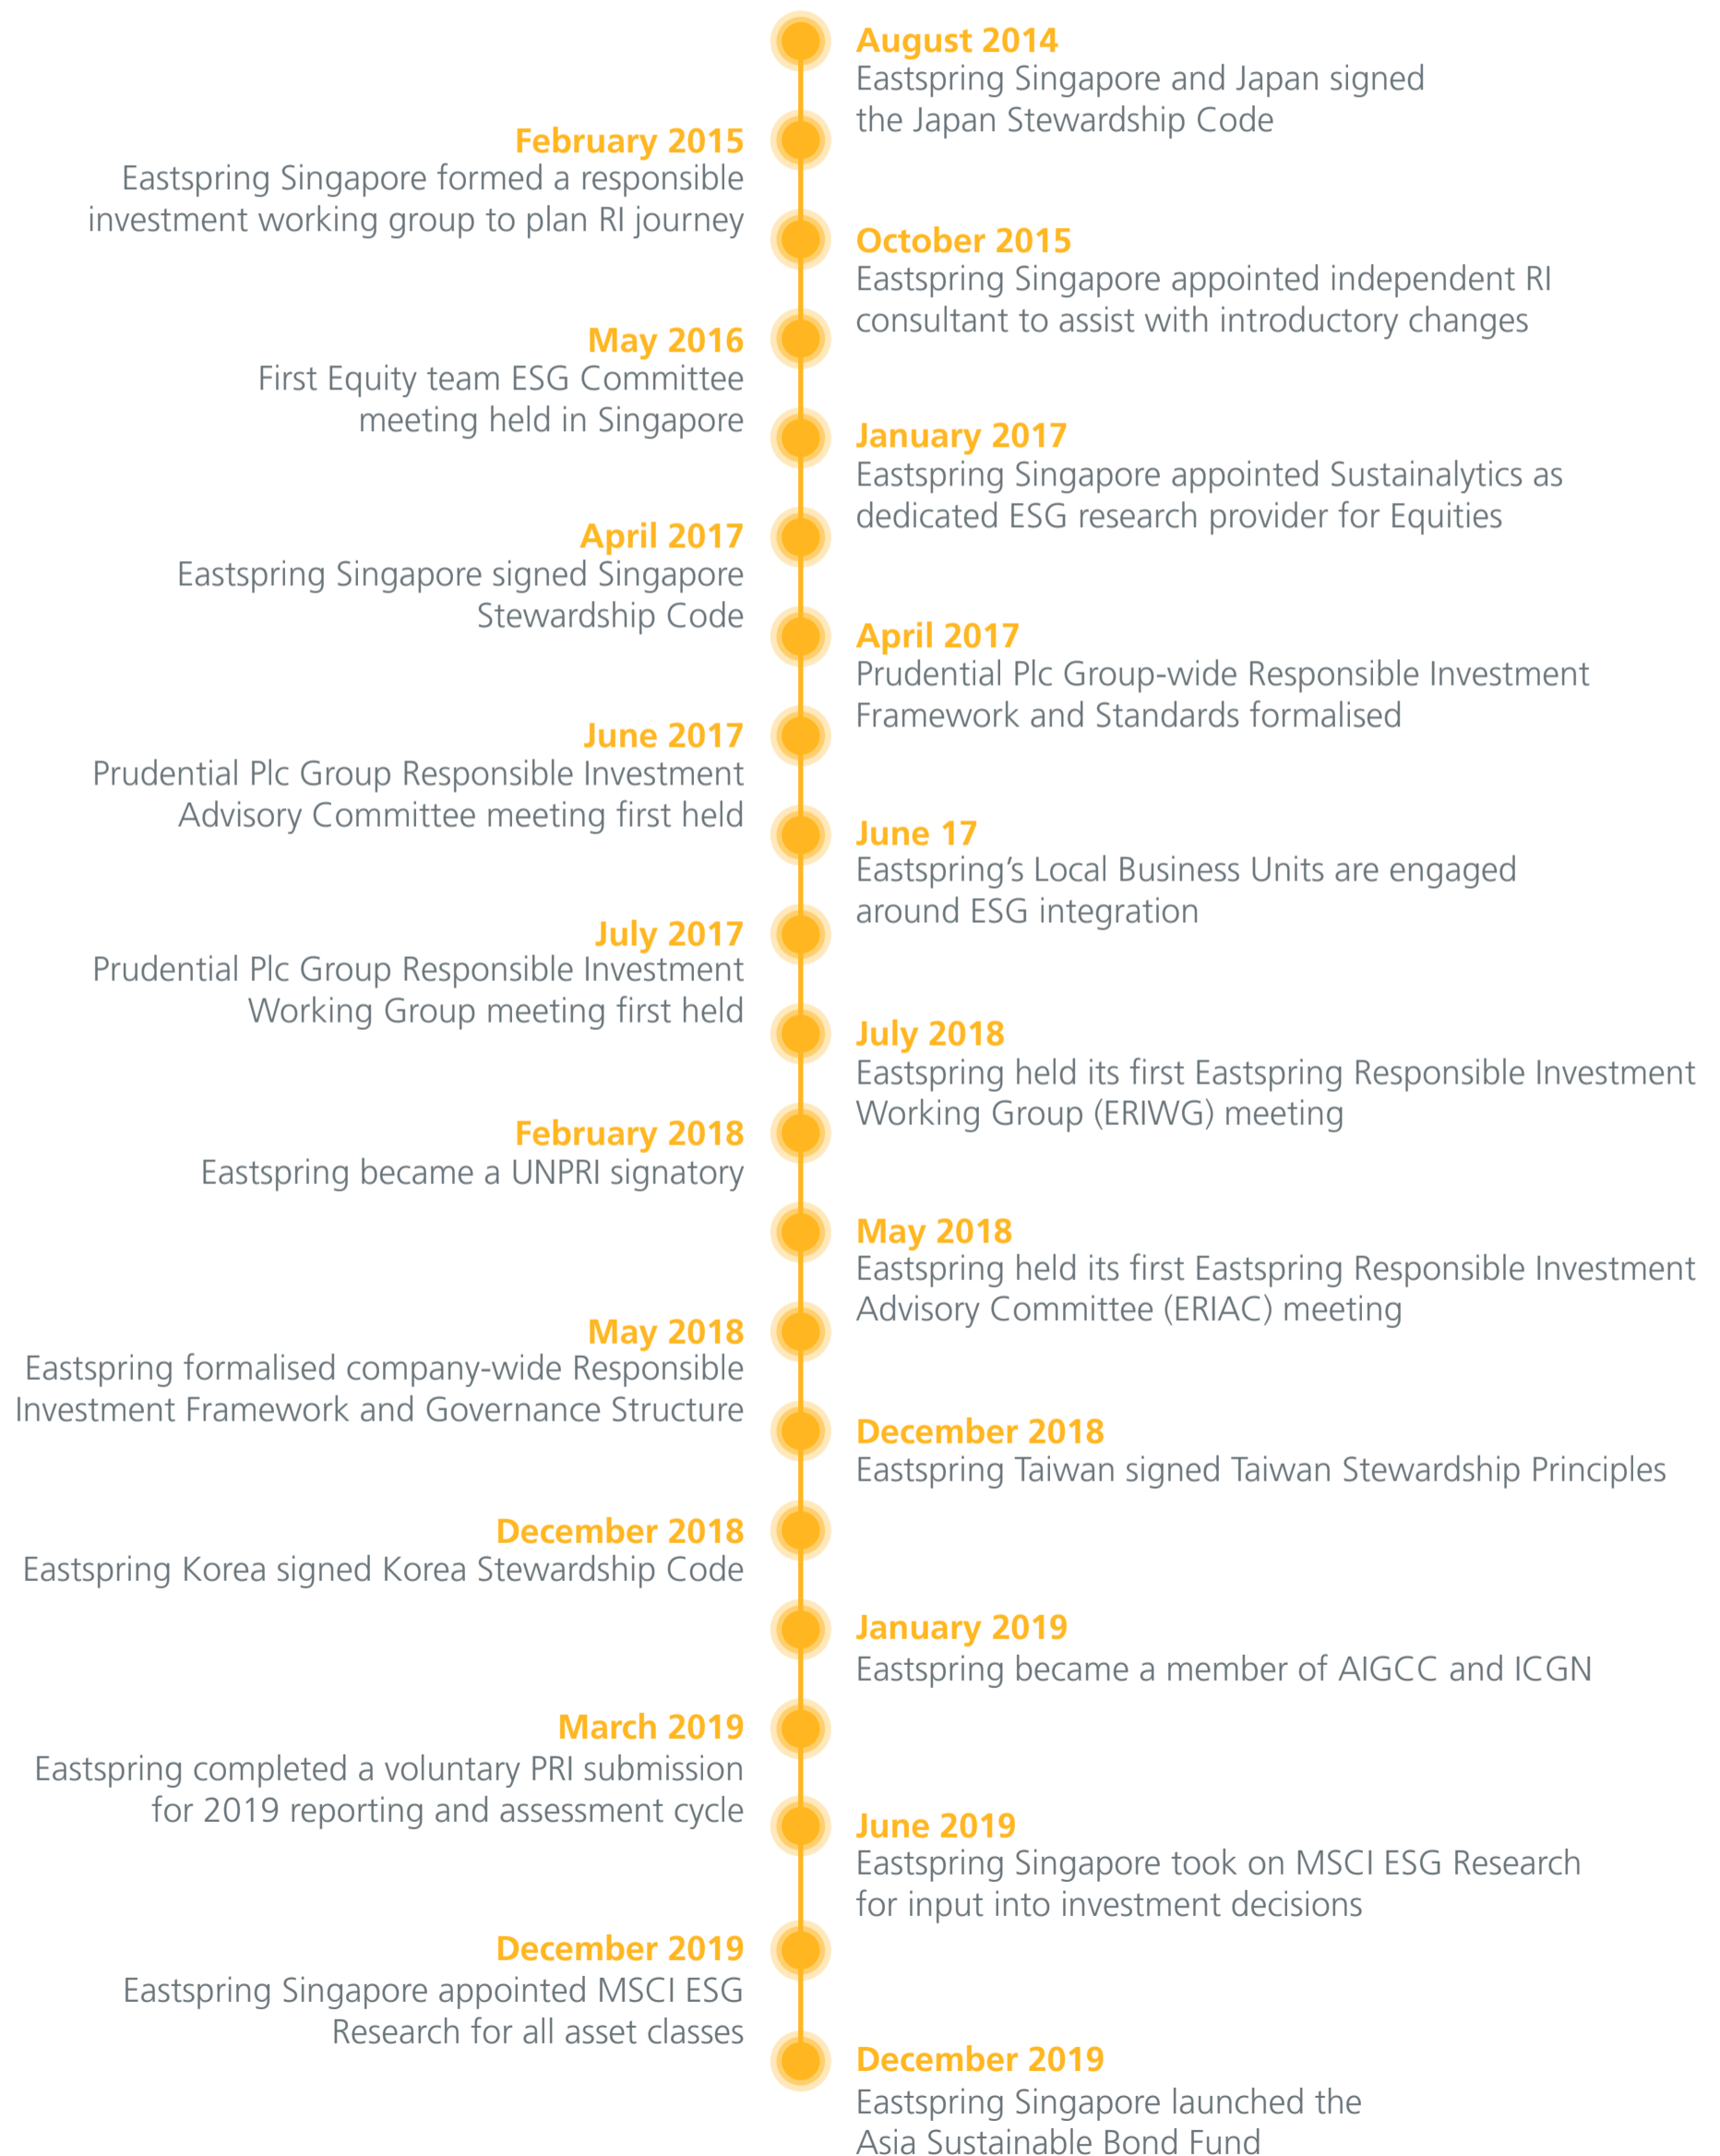 August 2014
Eastspring Singapore and Japan signed
the Japan Stewardship Code
February 2015
Eastspring Singapore formed a responsible
investment working group to plan RI journey
October 2015
Eastspring Singapore appointed independent RI
consultant to assist with introductory changes
May 2016
First Equity team ESG Committee
meeting held in Singapore
January 2017
Eastspring Singapore appointed Sustainalytics as
dedicated ESG research provider for Equities
April 2017
Eastspring Singapore signed Singapore
Stewardship Code
April 2017
Prudential Plc Group-wide Responsible Investment
Framework and Standards formalised
June 2017
Prudential Plc Group Responsible Investment
Advisory Committee meeting first held
June 17
Eastspring’s Local Business Units are engaged
around ESG integration
July 2017
Prudential Plc Group Responsible Investment
Working Group meeting first held
July 2018
Eastspring held its first Eastspring Responsible Investment
Working Group (ERIWG) meeting
February 2018
Eastspring became a UNPRI signatory
May 2018
Eastspring held its first Eastspring Responsible Investment
Advisory Committee (ERIAC) meeting
May 2018
Eastspring formalised company-wide Responsible
Investment Framework and Governance Structure
December 2018
Eastspring Taiwan signed Taiwan Stewardship Principles
December 2018
Eastspring Korea signed Korea Stewardship Code
January 2019
Eastspring became a member of AIGCC and ICGN
March 2019
Eastspring completed a voluntary PRI submission
for 2019 reporting and assessment cycle
June 2019
Eastspring Singapore took on MSCI ESG Research
for input into investment decisions
December 2019
Eastspring Singapore appointed MSCI ESG
Research for all asset classes
December 2019
Eastspring Singapore launched the
Asia Sustainable Bond Fund